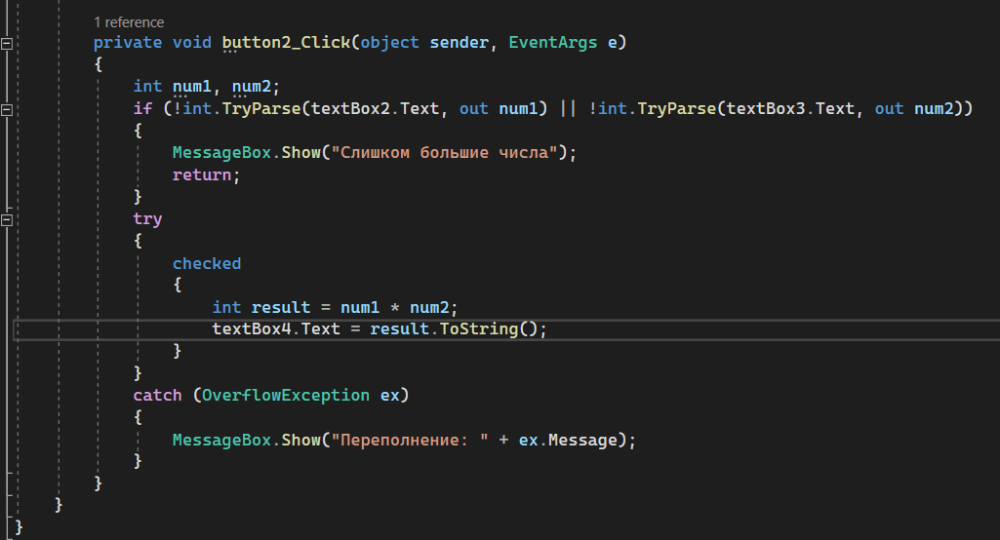 1 reference
private void button2_Click(object sender, EventArgs e)
{
int num1, num2;
if (!int.TryParse(textBox2.Text, out num1) || !int.TryParse(textBox3.Text, out num2))
{
MessageBox.Show("Слишком большие числа");
return;
}
try
{
checked
{
int result = num1 * num2;
textBox4.Text = result.ToString();
}
}
catch (OverflowException ex)
{
MessageBox.Show("Переполнение: " + ex.Message);
}
}
}
}